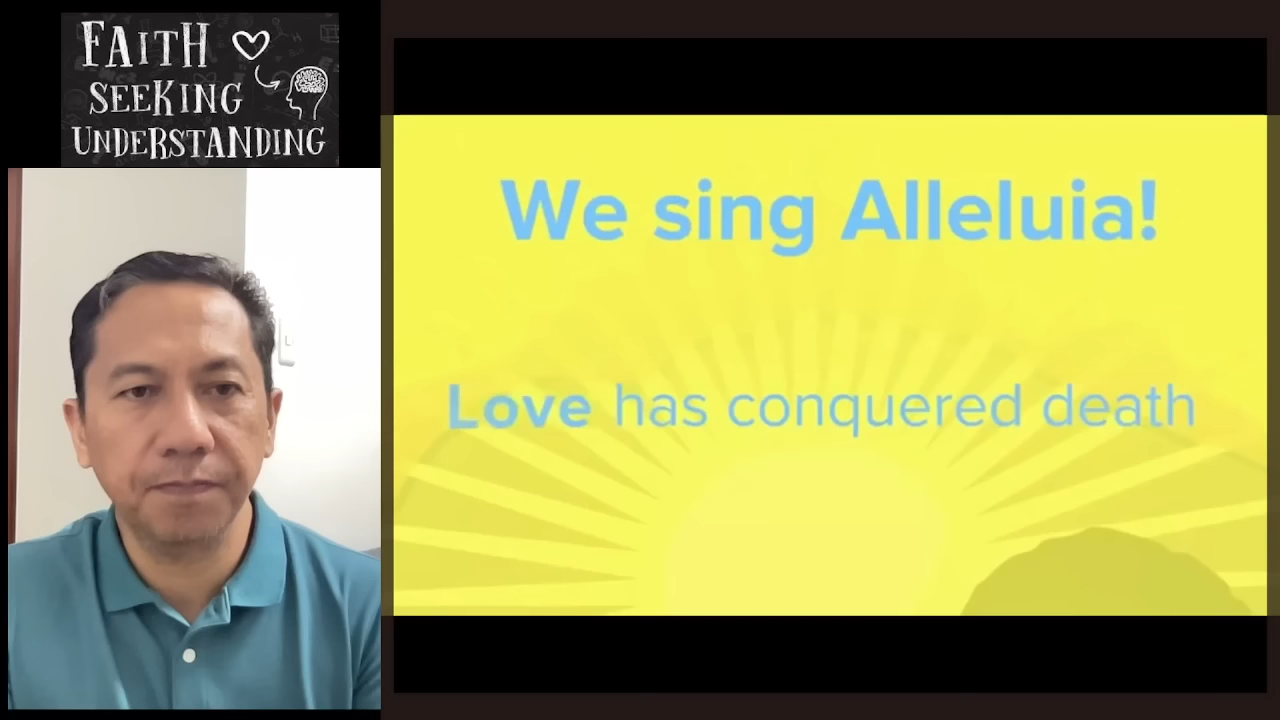 FAITH
SEEKING
UNDERSTANDING
We sing Alleluia!
Love has conquered death